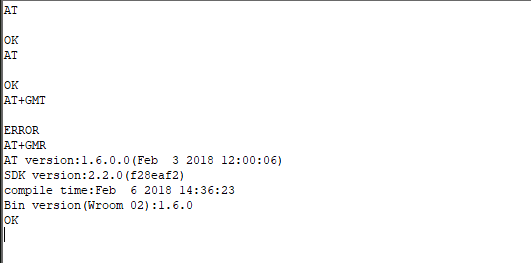 AT
OK
AT
OK
AT+GMT
ERROR
AT+GMR
AT version:1.6.0.0(Feb  3 2018 12:00:06)
SDK version:2.2.0(f28eaf2)
compile time:Feb  6 2018 14:36:23
Bin version(Wroom 02):1.6.0
OK